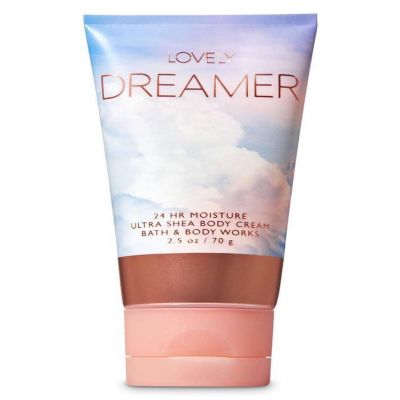 LOVELY
DREAMER
24 HR MOISTURE
ULTRA SHEA BODY CREAM
BATH & BODY WORKS
2.5 oz / 70 g